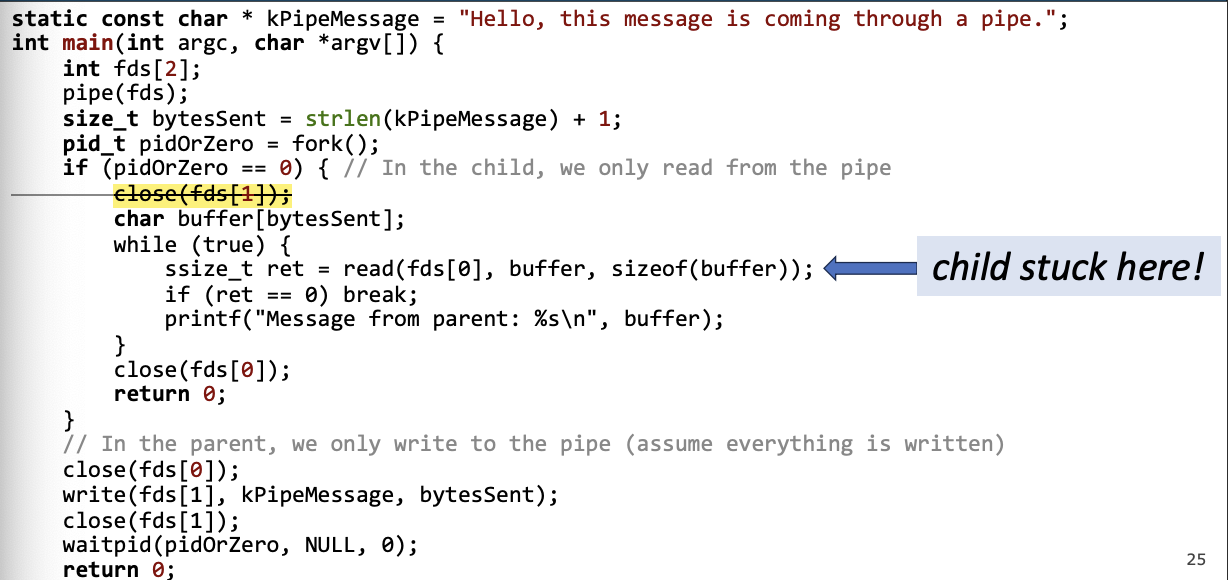 static const char * kPipeMessage = "Hello, this message is coming through a pipe.";
int main(int argc, char *argv[]) {
    int fds[2];
    pipe(fds);
    size_t bytesSent = strlen(kPipeMessage) + 1;
    pid_t pidOrZero = fork();
    if (pidOrZero == 0) { // In the child, we only read from the pipe
        close(fds[1]);
        char buffer[bytesSent];
        while (true) {
            ssize_t ret = read(fds[0], buffer, sizeof(buffer));
child stuck here!
            if (ret == 0) break;
            printf("Message from parent: %s\n", buffer);
        }
        close(fds[0]);
        return 0;
    }
    // In the parent, we only write to the pipe (assume everything is written)
    close(fds[0]);
    write(fds[1], kPipeMessage, bytesSent);
    close(fds[1]);
    waitpid(pidOrZero, NULL, 0);
    return 0;
25